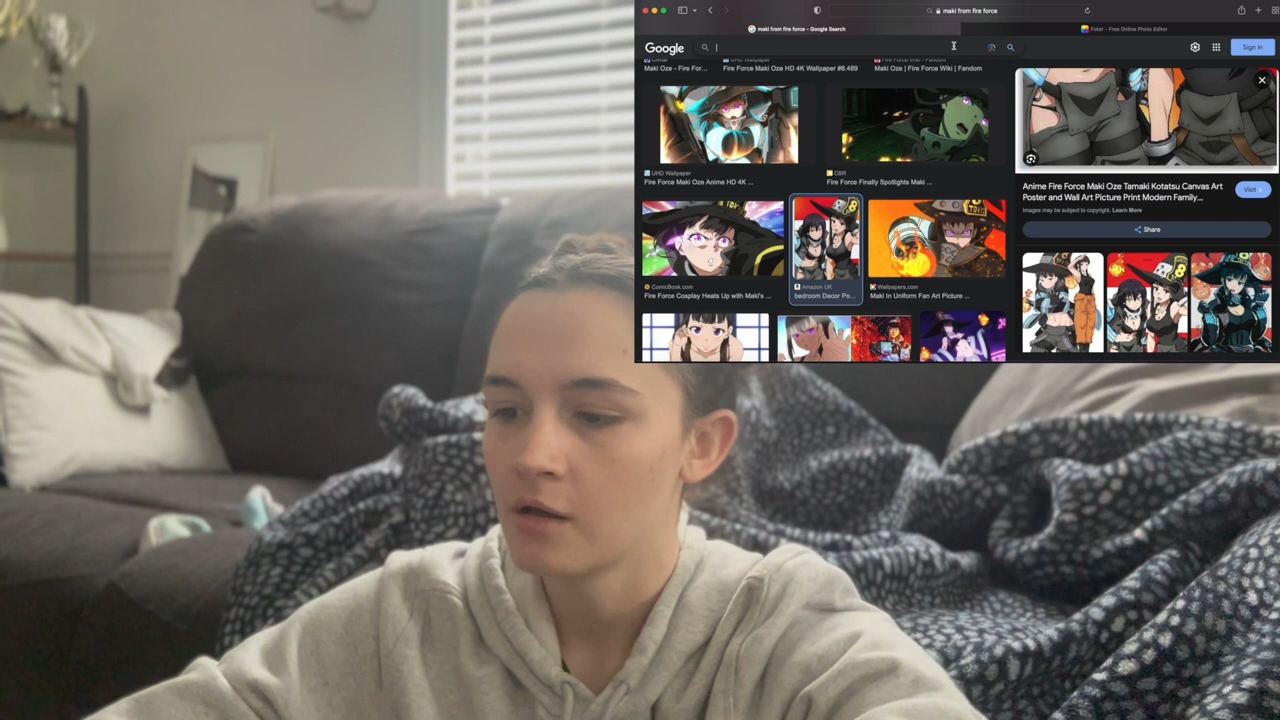 maki from fire force
maki from fire force - Google Search
Fotor - Free Online Photo Editor
Google
Sign in
Maki Oze - Fire For...
Fire Force Maki Oze HD 4K Wallpaper #8.489
Maki Oze | Fire Force Wiki | Fandom
UHD Wallpaper
Fire Force Maki Oze Anime HD 4K ...
CBR
Fire Force Finally Spotlights Maki ...
Anime Fire Force Maki Oze Tamaki Kotatsu Canvas Art
Poster and Wall Art Picture Print Modern Family...
Visit
Images may be subject to copyright. Learn More
Share
ComicBook.com
Fire Force Cosplay Heats Up with Maki's ...
Amazon UK
bedroom Decor Po...
Wallpapers.com
Maki In Uniform Fan Art Picture ...